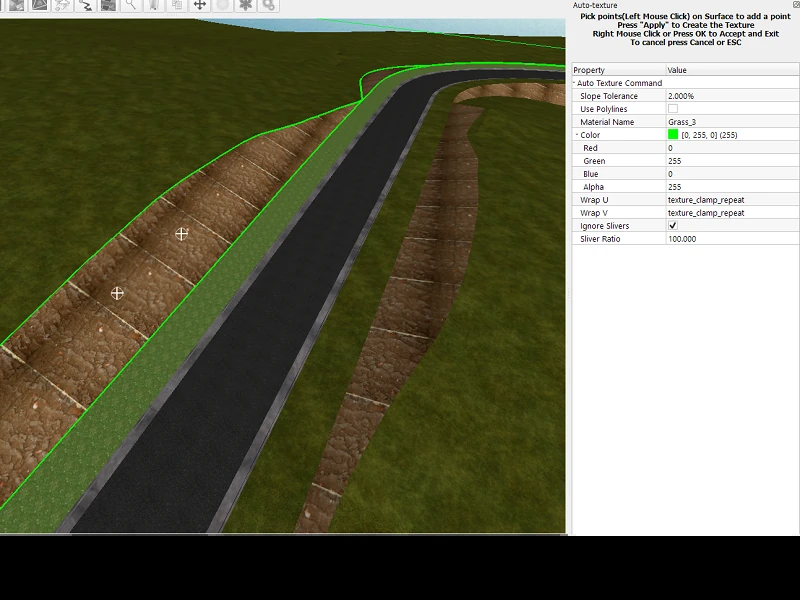 Auto-texture
Pick points(Left Mouse Click) on Surface to add a point
Press "Apply" to Create the Texture
Right Mouse Click or Press OK to Accept and Exit
To cancel press Cancel or ESC
Property Value
Auto Texture Command
Slope Tolerance 2.000%
Use Polylines
Material Name Grass_3
Color [0, 255, 0] (255)
Red 0
Green 255
Blue 0
Alpha 255
Wrap U texture_clamp_repeat
Wrap V texture_clamp_repeat
Ignore Slivers
Sliver Ratio 100.000